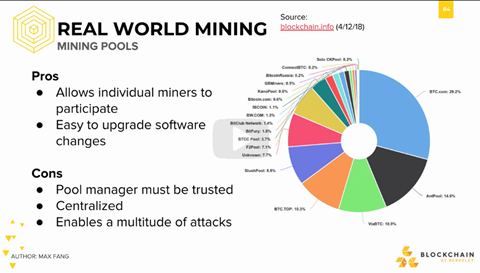 REAL WORLD MINING
MINING POOLS
Source:
blockchain.info (4/12/18)
64
Pros
● Allows individual miners to
participate
● Easy to upgrade software
changes
Cons
● Pool manager must be trusted
● Centralized
● Enables a multitude of attacks
Solo CKPool: 0.2%
ConnectBTC: 0.2%
BitcoinRussia: 0.2%
GBMiners: 0.5%
KanoPool: 0.8%
Bitcoin.com: 0.6%
58COIN: 1.1%
BW.COM: 1.3%
BitClub Network: 1.4%
BitFury: 1.8%
BTCC Pool: 3.7%
F2Pool: 7.1%
Unknown: 7.7%
SlushPool: 8.8%
BTC.TOP: 10.3%
ViaBTC: 10.9%
AntPool: 14.6%
BTC.com: 29.2%
AUTHOR: MAX FANG
BLOCKCHAIN
AT BERKELEY